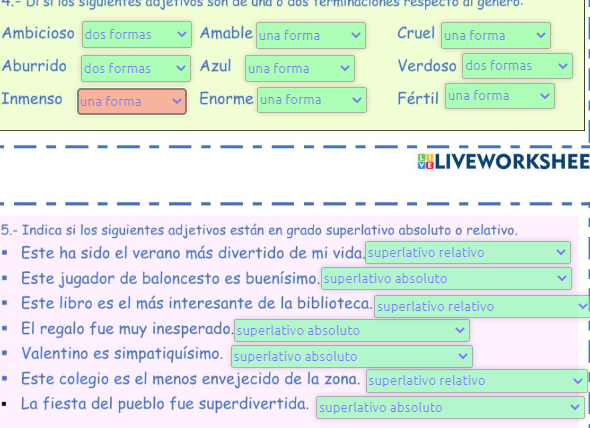 4.- Di si los siguientes adjetivos son de una o dos terminaciones respecto al género:
Ambicioso dos formas Amable una forma Cruel una forma
Aburrido dos formas Azul una forma Verdoso dos formas
Inmenso una forma Enorme una forma Fértil una forma
LIVE LIVEWORKSHEE
5.- Indica si los siguientes adjetivos están en grado superlativo absoluto o relativo.
▪ Este ha sido el verano más divertido de mi vida. superlativo relativo
▪ Este jugador de baloncesto es buenísimo. superlativo absoluto
▪ Este libro es el más interesante de la biblioteca. superlativo relativo
▪ El regalo fue muy inesperado. superlativo absoluto
▪ Valentino es simpatiquísimo. superlativo absoluto
▪ Este colegio es el menos envejecido de la zona. superlativo relativo
▪ La fiesta del pueblo fue superdivertida. superlativo absoluto